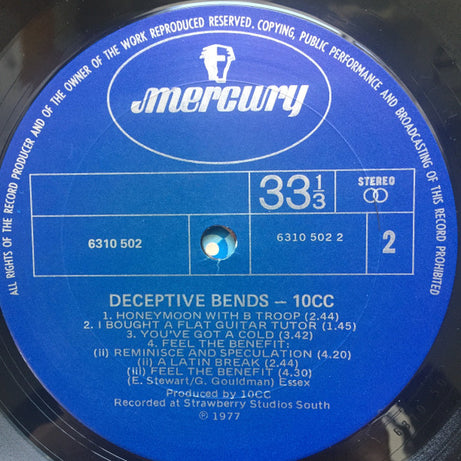 ALL RIGHTS OF THE RECORD PRODUCER AND OF THE OWNER OF THE WORK REPRODUCED RESERVED. COPYING, PUBLIC PERFORMANCE AND BROADCASTING OF THIS RECORD PROHIBITED
mercury
33 1/3
STEREO
6310 502
6310 502 2
2
DECEPTIVE BENDS — 10CC
1. HONEYMOON WITH B TROOP (2.44)
2. I BOUGHT A FLAT GUITAR TUTOR (1.45)
3. YOU'VE GOT A COLD (3.42)
4. FEEL THE BENEFIT:
(ii) REMINISCE AND SPECULATION (4.20)
(ii) A LATIN BREAK (2.44)
(iii) FEEL THE BENEFIT (4.30)
(E. Stewart/G. Gouldman) Essex
Produced by 10CC
Recorded at Strawberry Studios South
℗ 1977